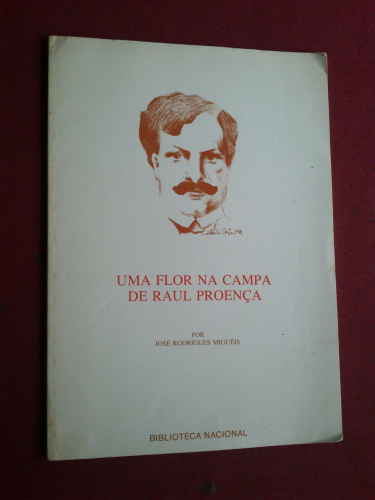 UMA FLOR NA CAMPA
DE RAUL PROENÇA
POR
JOSÉ RODRIGUES MIGUÉIS
BIBLIOTECA NACIONAL